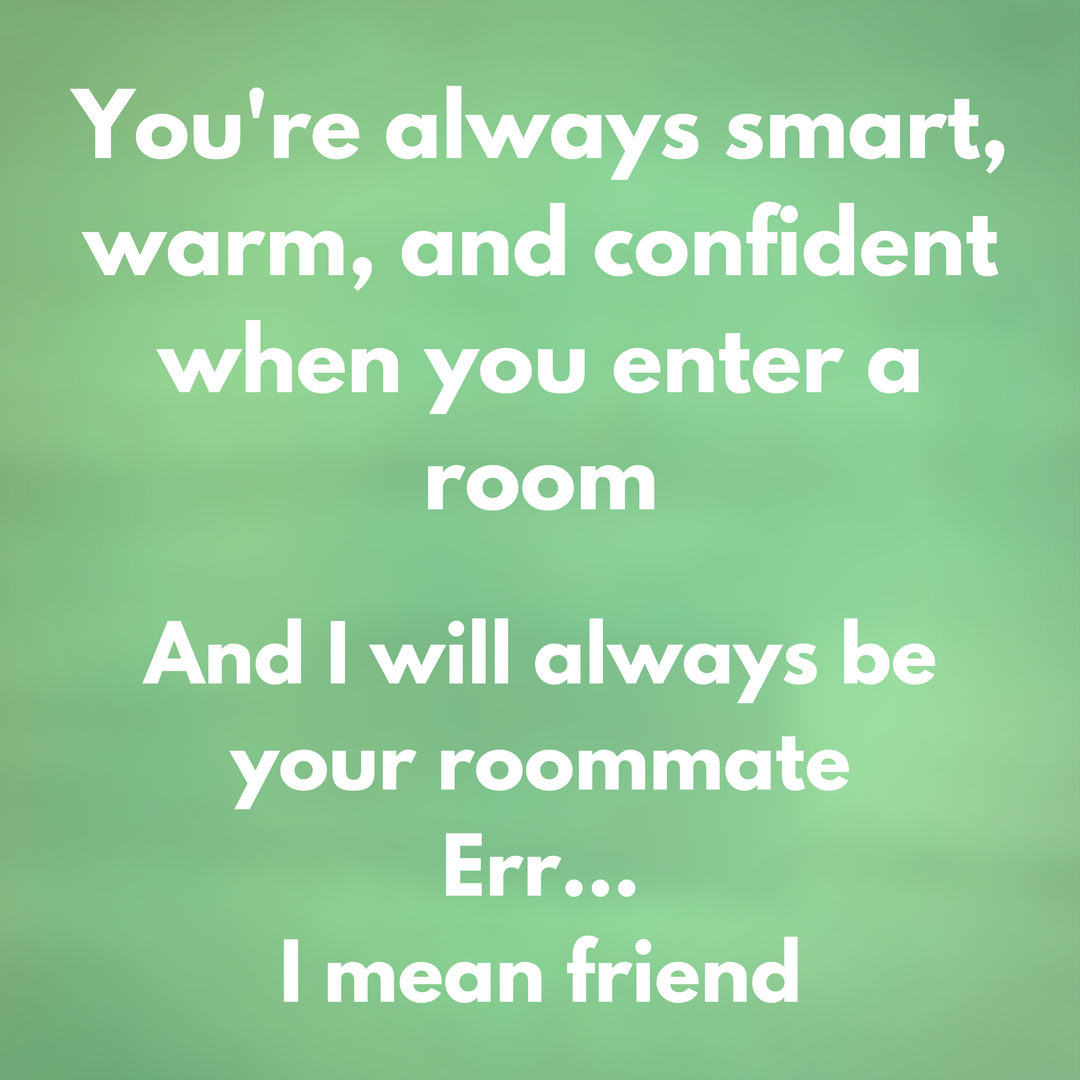 You're always smart,
warm, and confident
when you enter a
room
And I will always be
your roommate
Err...
I mean friend